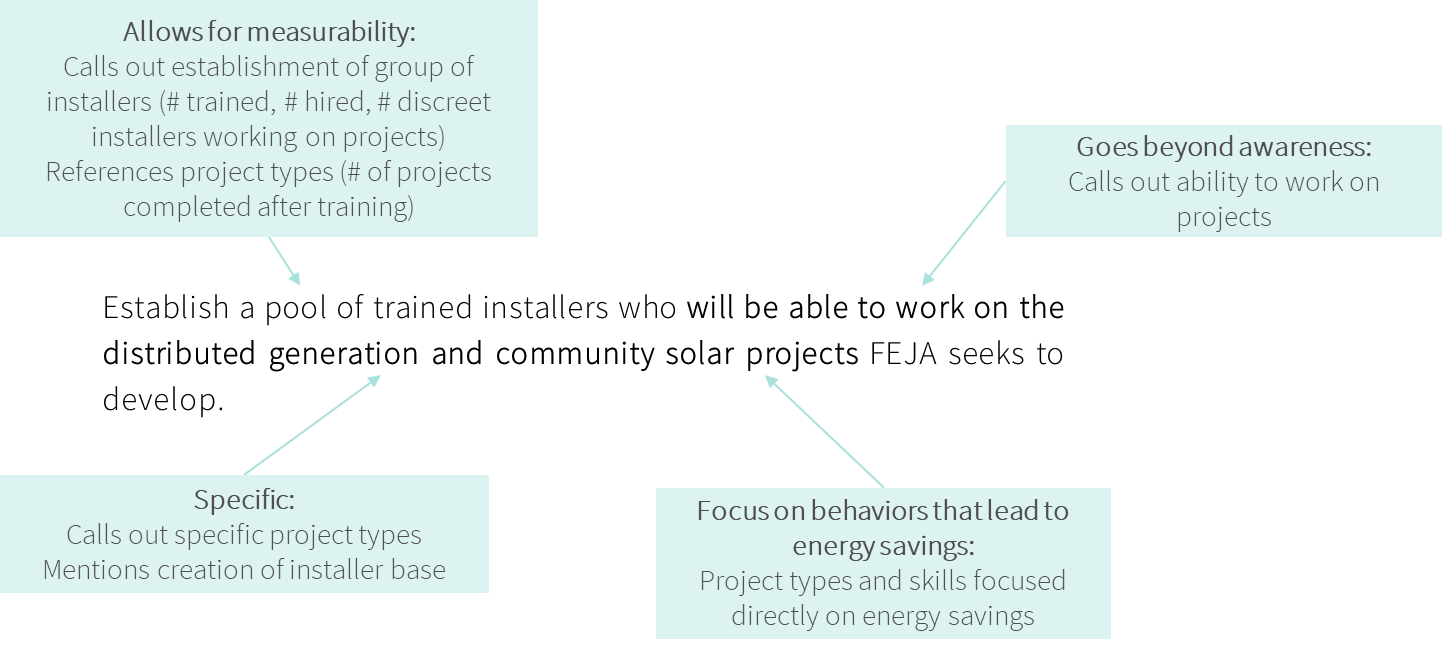 Allows for measurability:
Calls out establishment of group of
installers (# trained, # hired, # discreet
installers working on projects)
References project types (# of projects
completed after training)
Goes beyond awareness:
Calls out ability to work on
projects
Establish a pool of trained installers who will be able to work on the
distributed generation and community solar projects FEJA seeks to
develop.
Specific:
Calls out specific project types
Mentions creation of installer base
Focus on behaviors that lead to
energy savings:
Project types and skills focused
directly on energy savings